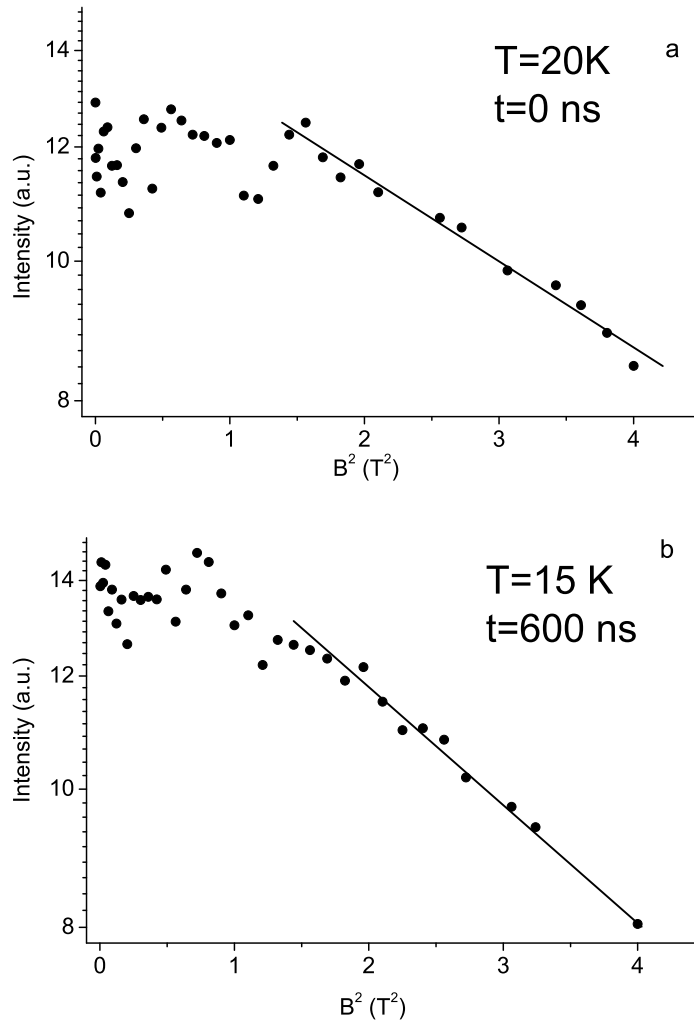 a
T=20K
t=0 ns
Intensity (a.u.)
14
12
10
8
0 1 2 3 4
B² (T²)
b
T=15 K
t=600 ns
Intensity (a.u.)
14
12
10
8
0 1 2 3 4
B² (T²)